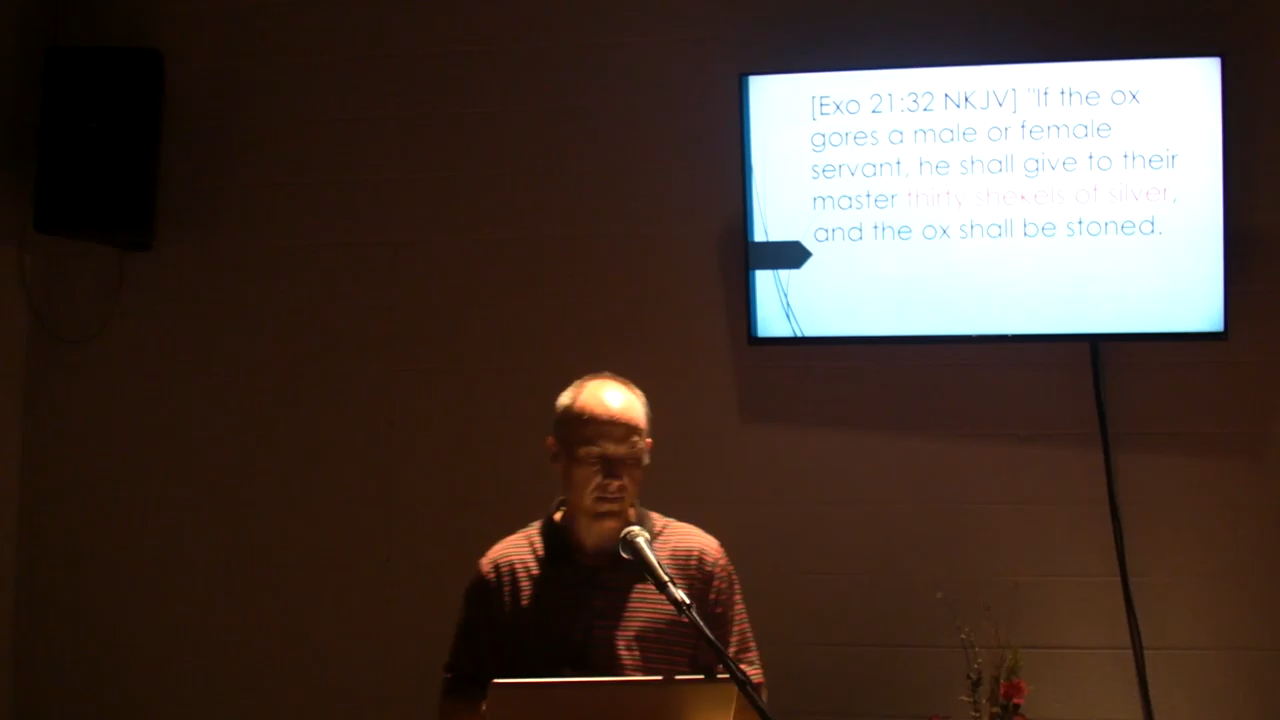 [Exo 21:32 NKJV] "If the ox
gores a male or female
servant, he shall give to their
master thirty shekels of silver,
and the ox shall be stoned.